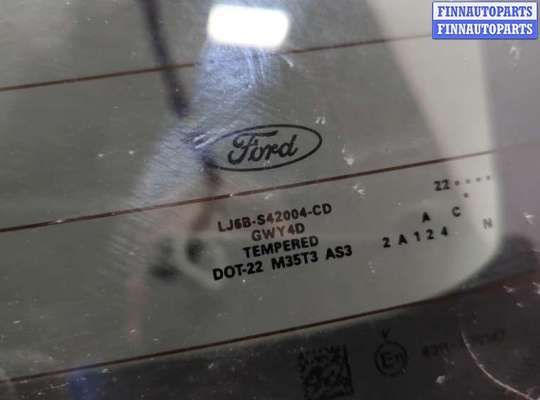 FINNAUTOPARTS
FINNAUTOPARTS
Ford
LJ6B-S42004-CD
GWY4D
TEMPERED
DOT-22 M35T3 AS3
22 ....
A C
2 A 1 2 4 N
V